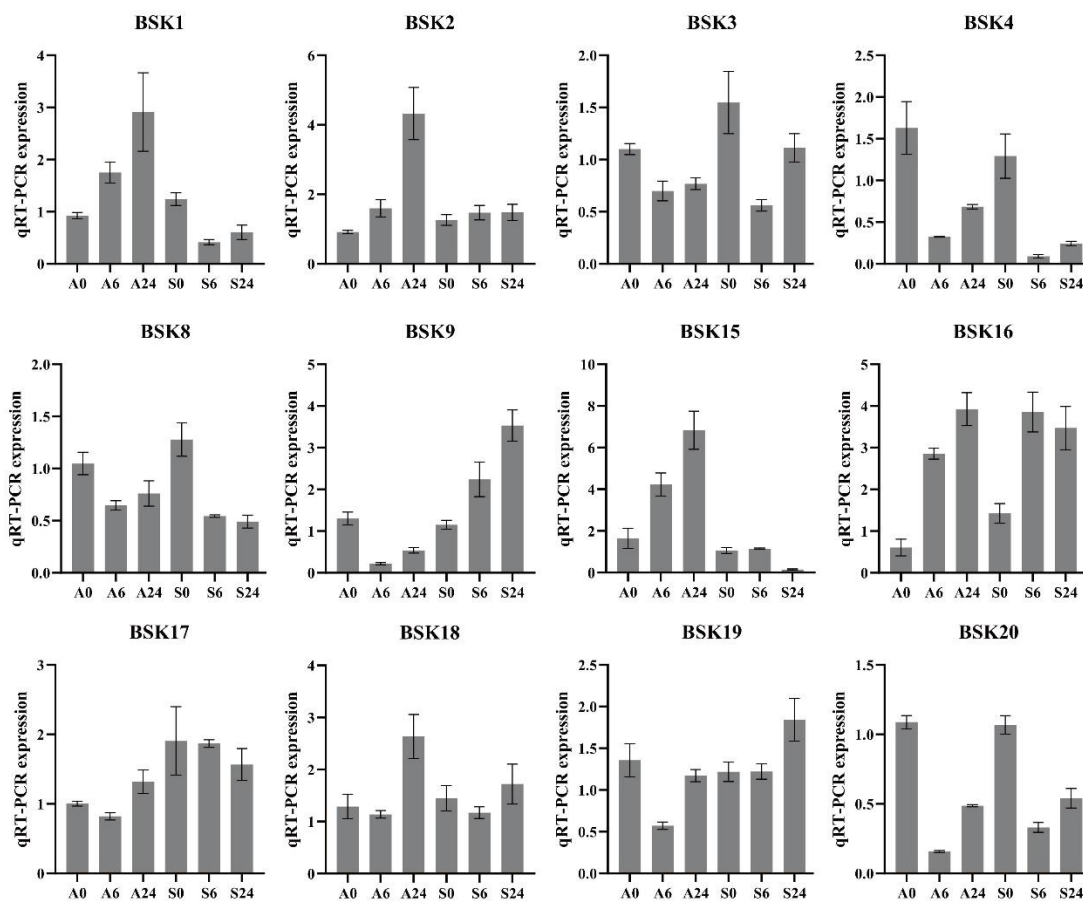 BSK1 BSK2 BSK3 BSK4
qRT-PCR expression qRT-PCR expression qRT-PCR expression qRT-PCR expression
4 6 2.0 2.5
3 4 1.5 2.0
2 2 1.0 1.5
1 0 0.5 1.0
0 0.0 0.5
0.0
A0 A6 A24 S0 S6 S24 A0 A6 A24 S0 S6 S24 A0 A6 A24 S0 S6 S24 A0 A6 A24 S0 S6 S24
BSK8 BSK9 BSK15 BSK16
qRT-PCR expression qRT-PCR expression qRT-PCR expression qRT-PCR expression
2.0 5 10 5
1.5 4 8 4
1.0 3 6 3
0.5 2 4 2
0.0 1 2 1
0 0 0
A0 A6 A24 S0 S6 S24 A0 A6 A24 S0 S6 S24 A0 A6 A24 S0 S6 S24 A0 A6 A24 S0 S6 S24
BSK17 BSK18 BSK19 BSK20
qRT-PCR expression qRT-PCR expression qRT-PCR expression qRT-PCR expression
3 4 2.5 1.5
2 3 2.0 1.0
1 2 1.5 0.5
0 1 1.0 0.0
0 0.5
0.0
A0 A6 A24 S0 S6 S24 A0 A6 A24 S0 S6 S24 A0 A6 A24 S0 S6 S24 A0 A6 A24 S0 S6 S24